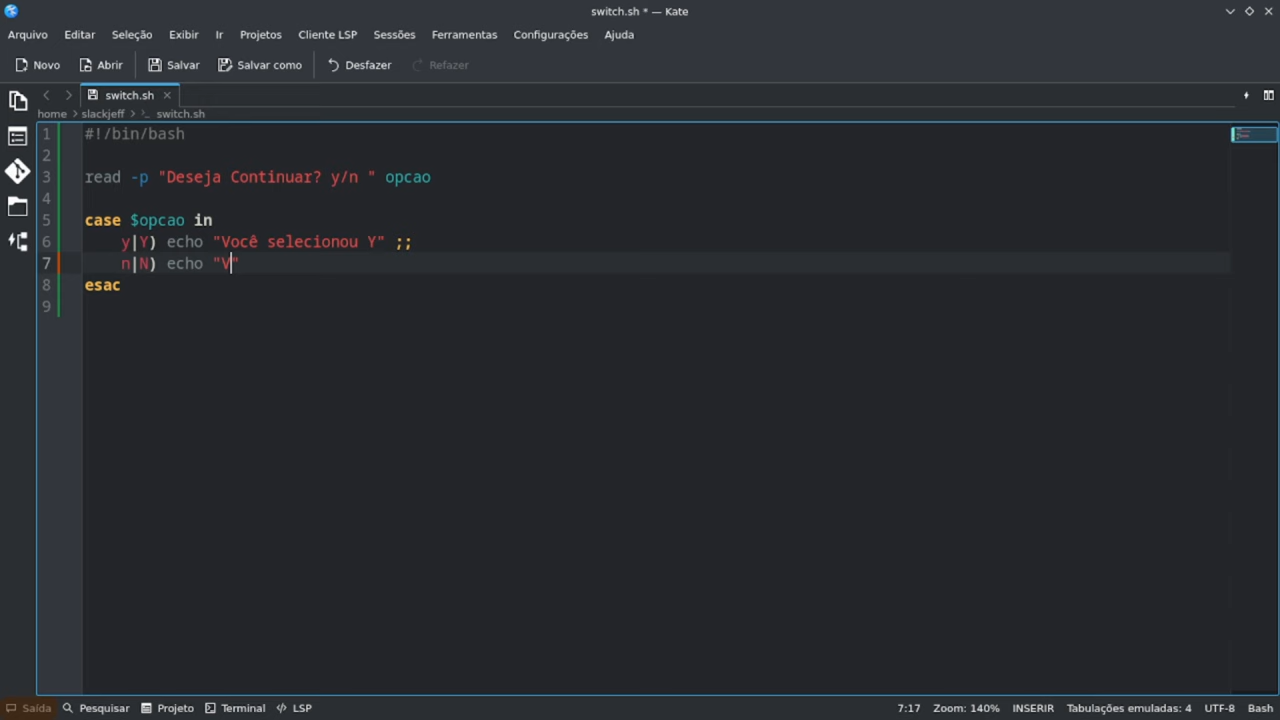 switch.sh * — Kate
Arquivo Editar Seleção Exibir Ir Projetos Cliente LSP Sessões Ferramentas Configurações Ajuda
Novo Abrir Salvar Salvar como Desfazer Refazer
switch.sh
home > slackjeff > switch.sh
1 #!/bin/bash
2
3 read -p "Deseja Continuar? y/n " opcao
4
5 case $opcao in
6 y|Y) echo "Você selecionou Y" ;;
7 n|N) echo "V"
8 esac
9
Saída Pesquisar Projeto Terminal LSP 7:17 Zoom: 140% INSERIR Tabulações emuladas: 4 UTF-8 Bash